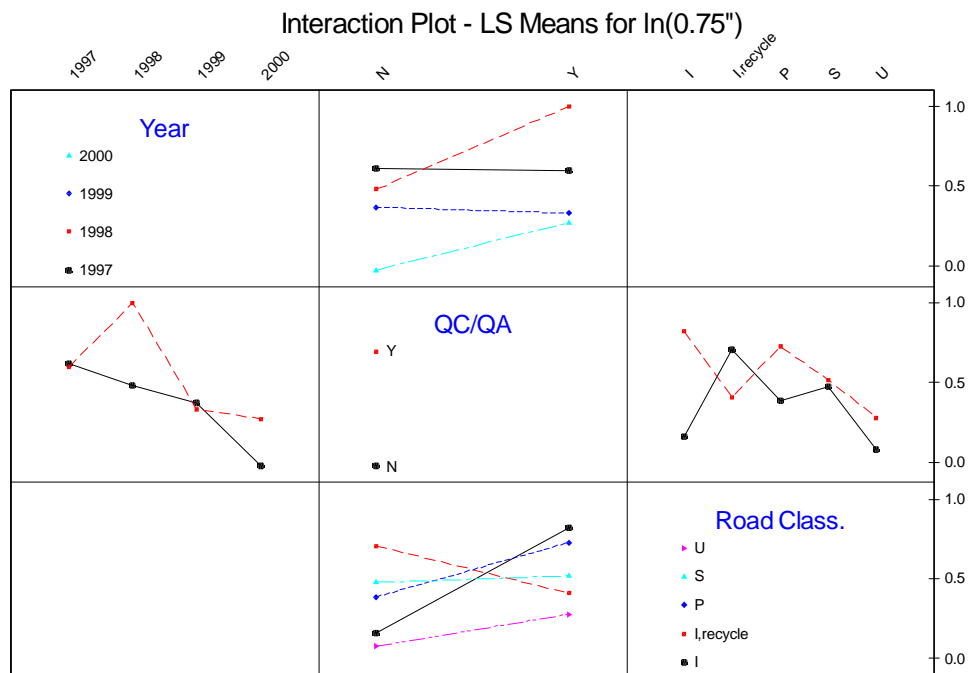 Interaction Plot - LS Means for ln(0.75")
1997 1998 1999 2000 N Y I I,recycle P S U
Year
2000
1999
1998
1997
1.0
0.5
0.0
QC/QA
Y
N
1.0
0.5
0.0
Road Class.
U
S
P
I,recycle
I
1.0
0.5
0.0